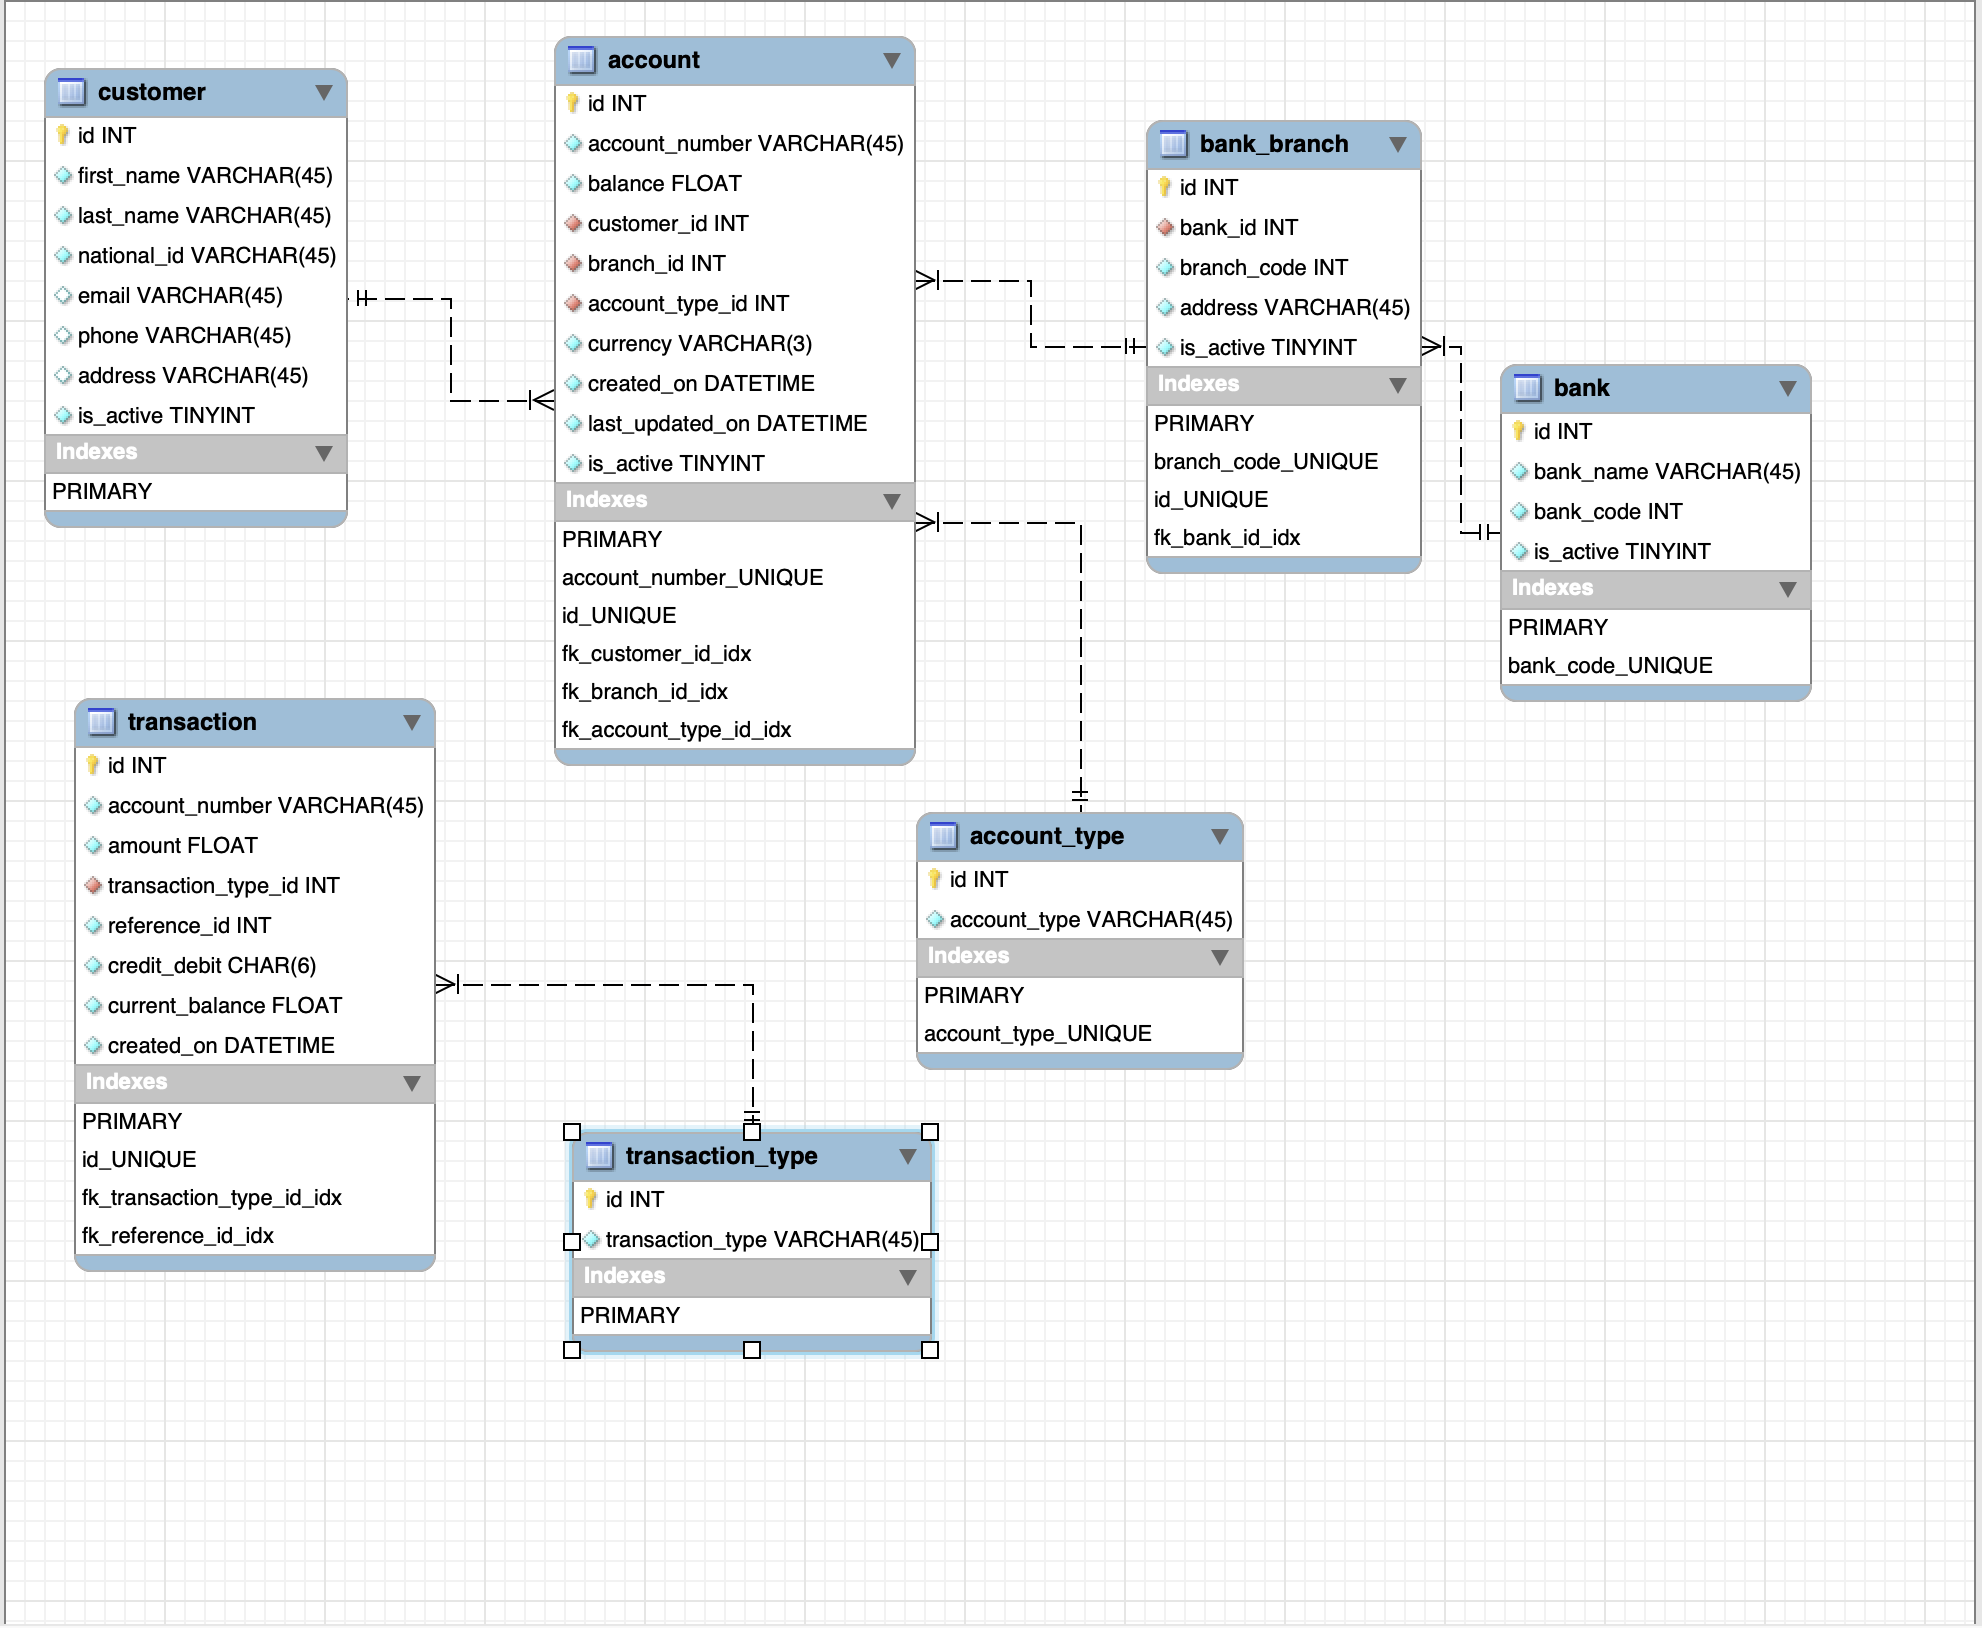 customer
id INT
first_name VARCHAR(45)
last_name VARCHAR(45)
national_id VARCHAR(45)
email VARCHAR(45)
phone VARCHAR(45)
address VARCHAR(45)
is_active TINYINT
Indexes
PRIMARY
account
id INT
account_number VARCHAR(45)
balance FLOAT
customer_id INT
branch_id INT
account_type_id INT
currency VARCHAR(3)
created_on DATETIME
last_updated_on DATETIME
is_active TINYINT
Indexes
PRIMARY
account_number_UNIQUE
id_UNIQUE
fk_customer_id_idx
fk_branch_id_idx
fk_account_type_id_idx
bank_branch
id INT
bank_id INT
branch_code INT
address VARCHAR(45)
is_active TINYINT
Indexes
PRIMARY
branch_code_UNIQUE
id_UNIQUE
fk_bank_id_idx
bank
id INT
bank_name VARCHAR(45)
bank_code INT
is_active TINYINT
Indexes
PRIMARY
bank_code_UNIQUE
transaction
id INT
account_number VARCHAR(45)
amount FLOAT
transaction_type_id INT
reference_id INT
credit_debit CHAR(6)
current_balance FLOAT
created_on DATETIME
Indexes
PRIMARY
id_UNIQUE
fk_transaction_type_id_idx
fk_reference_id_idx
account_type
id INT
account_type VARCHAR(45)
Indexes
PRIMARY
account_type_UNIQUE
transaction_type
id INT
transaction_type VARCHAR(45)
Indexes
PRIMARY